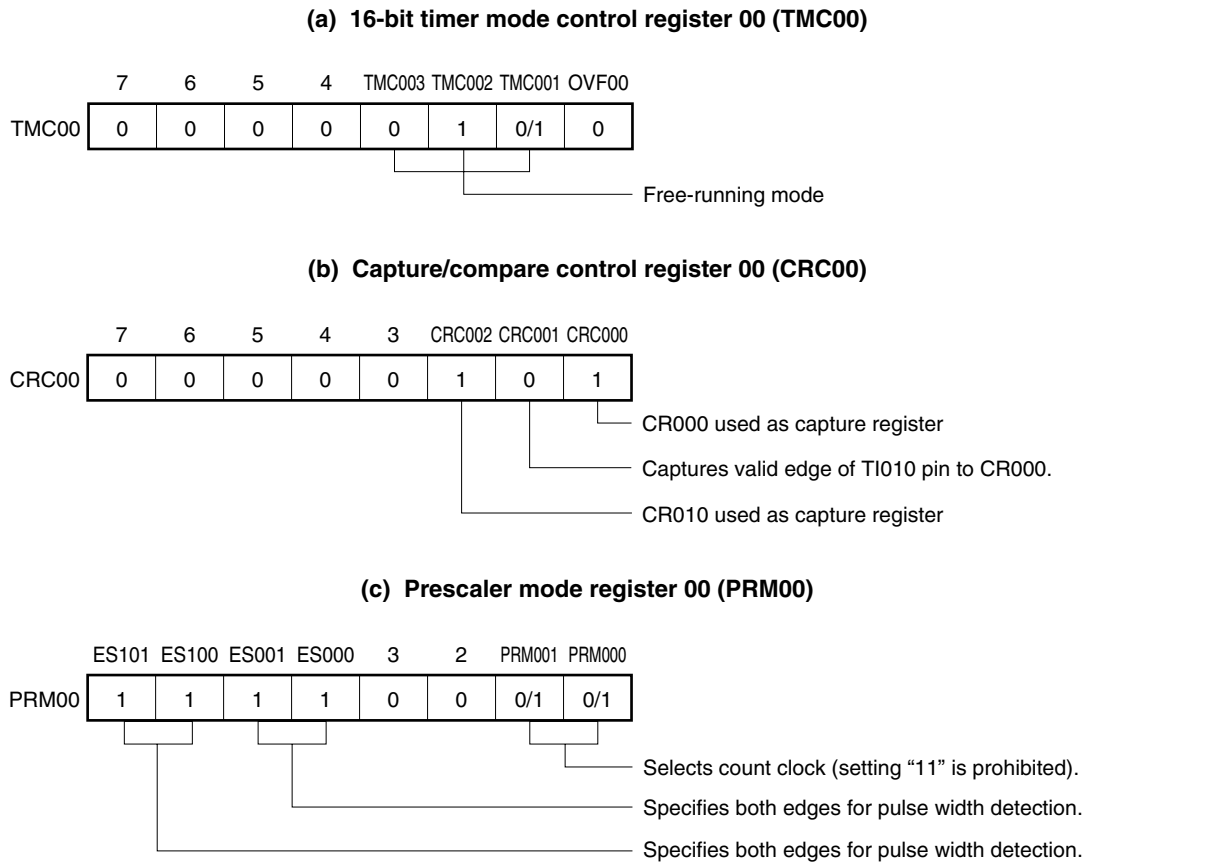 (a) 16-bit timer mode control register 00 (TMC00)
7 6 5 4 TMC003 TMC002 TMC001 OVF00
TMC00 0 0 0 0 0 1 0/1 0
Free-running mode
(b) Capture/compare control register 00 (CRC00)
7 6 5 4 3 CRC002 CRC001 CRC000
CRC00 0 0 0 0 0 1 0 1
CR000 used as capture register
Captures valid edge of TI010 pin to CR000.
CR010 used as capture register
(c) Prescaler mode register 00 (PRM00)
ES101 ES100 ES001 ES000 3 2 PRM001 PRM000
PRM00 1 1 1 1 0 0 0/1 0/1
Selects count clock (setting “11” is prohibited).
Specifies both edges for pulse width detection.
Specifies both edges for pulse width detection.